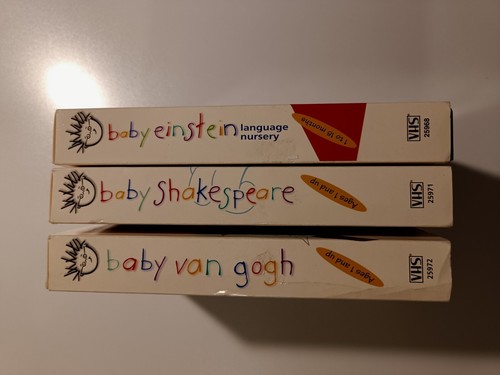 baby einstein language
nursery
1 to 36 months
VHS
25968
baby shakespeare
Ages 1 and up
VHS
25971
baby van gogh
Ages 1 and up
VHS
25972